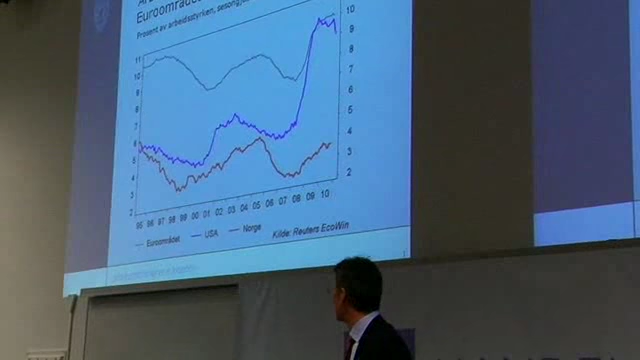 Euroområdet
Prosent av arbeidsstyrken, sesongj
11 10 9 8 7 6 5 4 3 2
10 9 8 7 6 5 4 3 2
95 96 97 98 99 00 01 02 03 04 05 06 07 08 09 10
Euroområdet USA Norge Kilde: Reuters EcoWin